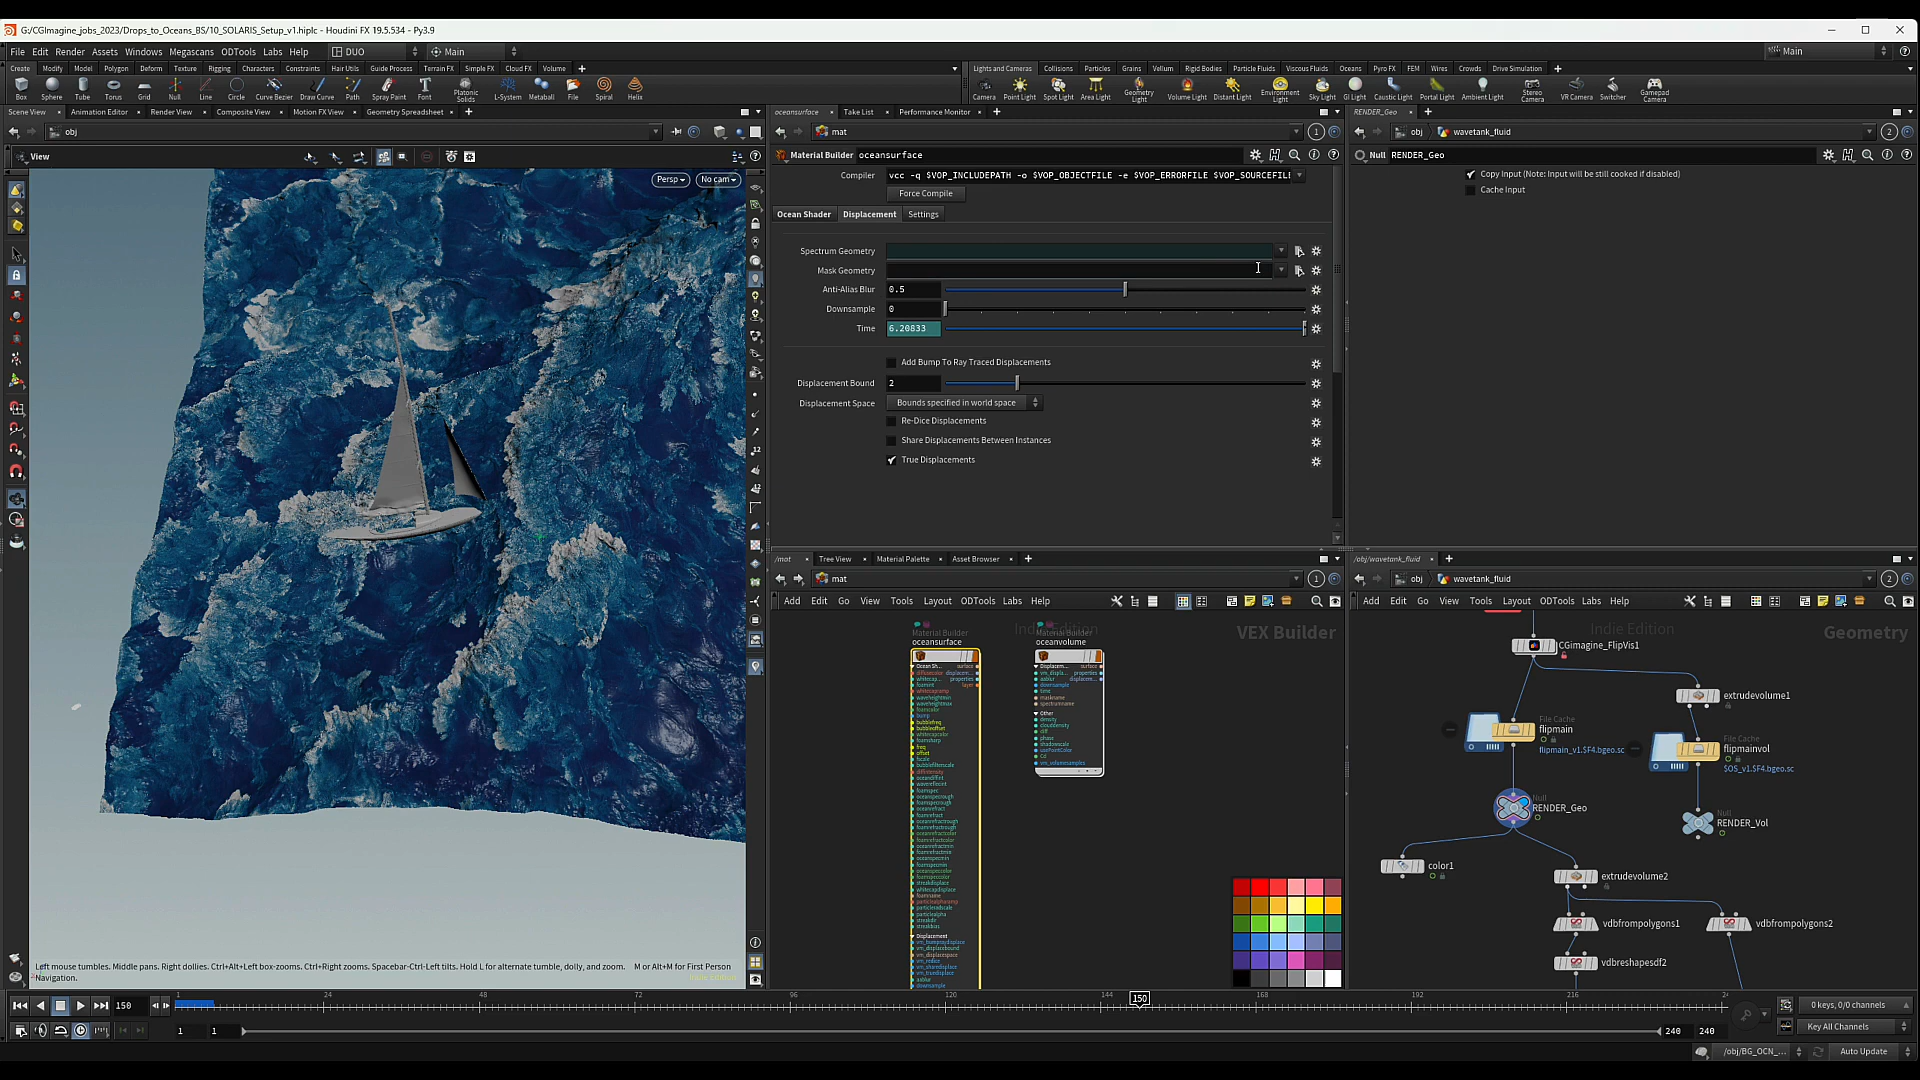 G:/CGImagine_jobs_2023/Drops_to_Oceans_BS/10_SOLARIS_Setup_v1.hiplc - Houdini FX 19.5.534 - Py3.9
File Edit Render Assets Windows Megascans ODTools Labs Help DUO Main Main
Create Modify Model Polygon Deform Texture Rigging Characters Constraints Hair Utils Guide Process Terrain FX Simple FX Cloud FX Volume
Lights and Cameras Collisions Particles Grains Vellum Rigid Bodies Particle Fluids Viscous Fluids Oceans Pyro FX FEM Wires Crowds Drive Simulation
Box Sphere Tube Torus Grid Null Line Circle Curve Bezier Draw Curve Path Spray Paint Font Platonic Solids L-System Metaball File Spiral Helix
Camera Point Light Spot Light Area Light Geometry Light Volume Light Distant Light Environment Light Sky Light GI Light Caustic Light Portal Light Ambient Light Stereo Camera VR Camera Switcher Gamepad Camera
Scene View Animation Editor Render View Composite View Motion FX View Geometry Spreadsheet
obj
View
Persp No cam
Left mouse tumbles. Middle pans. Right dollies. Ctrl+Alt+Left box-zooms. Ctrl+Right zooms. Spacebar-Ctrl-Left tilts. Hold L for alternate tumble, dolly, and zoom. M or Alt+M for First Person
Navigation.
oceansurface Take List Performance Monitor
mat 1
Material Builder oceansurface
Compiler vcc -q $VOP_INCLUDEPATH -o $VOP_OBJECTFILE -e $VOP_ERRORFILE $VOP_SOURCEFILE
Force Compile
Ocean Shader Displacement Settings
Spectrum Geometry
Mask Geometry
Anti-Alias Blur 0.5
Downsample 0
Time 6.20833
Add Bump To Ray Traced Displacements
Displacement Bound 2
Displacement Space Bounds specified in world space
Re-Dice Displacements
Share Displacements Between Instances
True Displacements
RENDER_Geo
obj wavetank_fluid 2
Null RENDER_Geo
Copy Input (Note: Input will be still cooked if disabled)
Cache Input
/mat Tree View Material Palette Asset Browser
mat 1
Add Edit Go View Tools Layout ODTools Labs Help
Indie Edition
VEX Builder
Material Builder
oceansurface
Material Builder
oceanvolume
/obj/wavetank_fluid
obj wavetank_fluid 2
Add Edit Go View Tools Layout ODTools Labs Help
Indie Edition
Geometry
CGimagine_FlipVis1
extrudevolume1
File Cache
flipmain
flipmain_v1.$F4.bgeo.sc
File Cache
flipmainvol
$OS_v1.$F4.bgeo.sc
Null
RENDER_Geo
Null
RENDER_Vol
color1
extrudevolume2
vdbfrompolygons1
vdbfrompolygons2
vdbreshapesdf2
150
1 24 48 72 96 120 144 150 168 192 216
0 keys, 0/0 channels
1 1 240 240
Key All Channels
/obj/BG_OCN_...
Auto Update